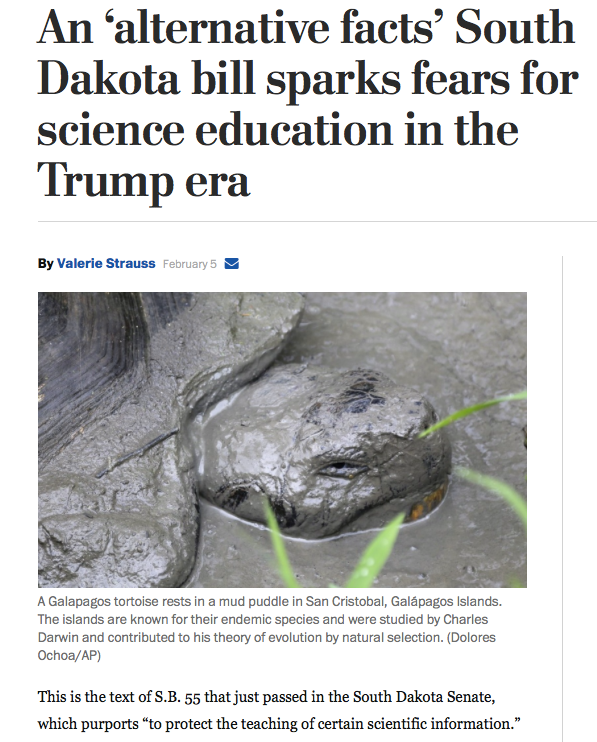 An ‘alternative facts’ South
Dakota bill sparks fears for
science education in the
Trump era
By Valerie Strauss February 5
A Galapagos tortoise rests in a mud puddle in San Cristobal, Galápagos Islands.
The islands are known for their endemic species and were studied by Charles
Darwin and contributed to his theory of evolution by natural selection. (Dolores
Ochoa/AP)
This is the text of S.B. 55 that just passed in the South Dakota Senate,
which purports “to protect the teaching of certain scientific information.”